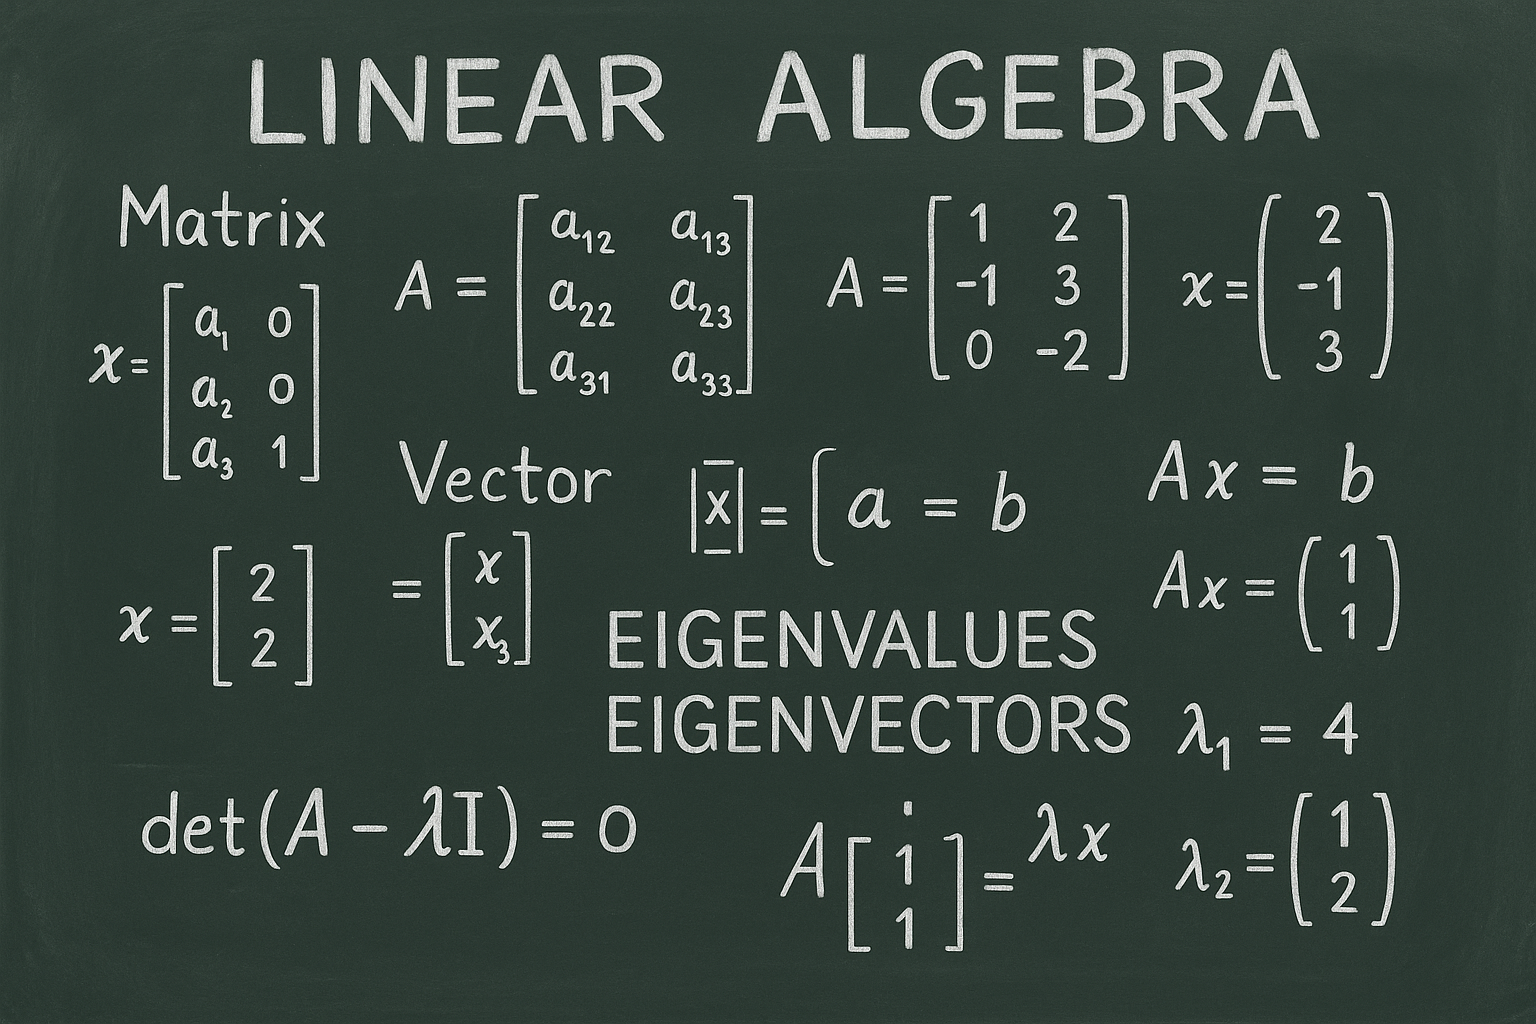 LINEAR ALGEBRA
Matrix
x = [ a₁ 0
a₂ 0
a₃ 1 ]
A = [ a₁₂ a₁₃
a₂₂ a₂₃
a₃₁ a₃₃ ]
A = [ 1 2
-1 3
0 -2 ]
x = ( 2
-1
3 )
Vector
x = [ 2
2 ]
= [ x
x₃ ]
|x| = ( a = b
Ax = b
Ax = ( 1
1 )
EIGENVALUES
EIGENVECTORS
λ₁ = 4
det(A − λI) = 0
A [ 1
1 ] = λx
λ₂ = ( 1
2 )